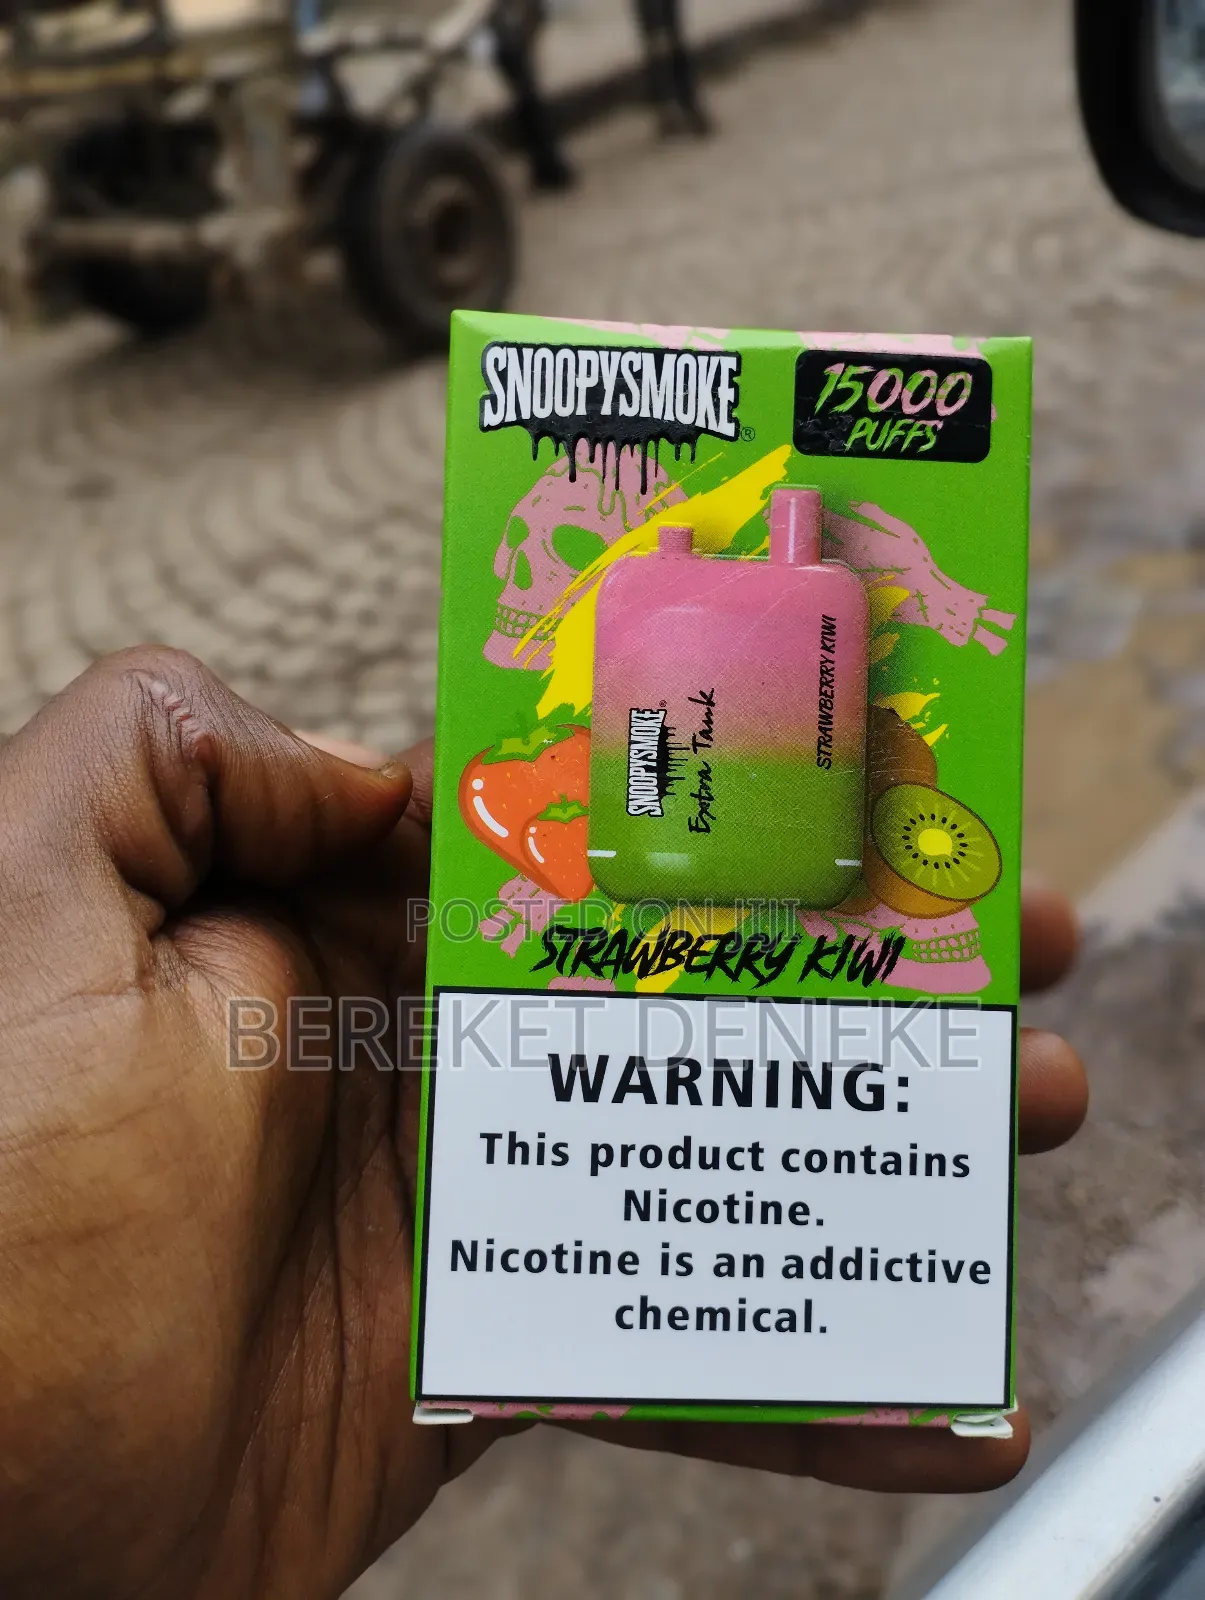 SNOOPYSMOKE
®
15000
PUFFS
STRAWBERRY KIWI
SNOOPYSMOKE®
Extra Tank
POSTED ON JIJI
STRAWBERRY KIWI
BEREKET DENEKE
WARNING:
This product contains
Nicotine.
Nicotine is an addictive
chemical.